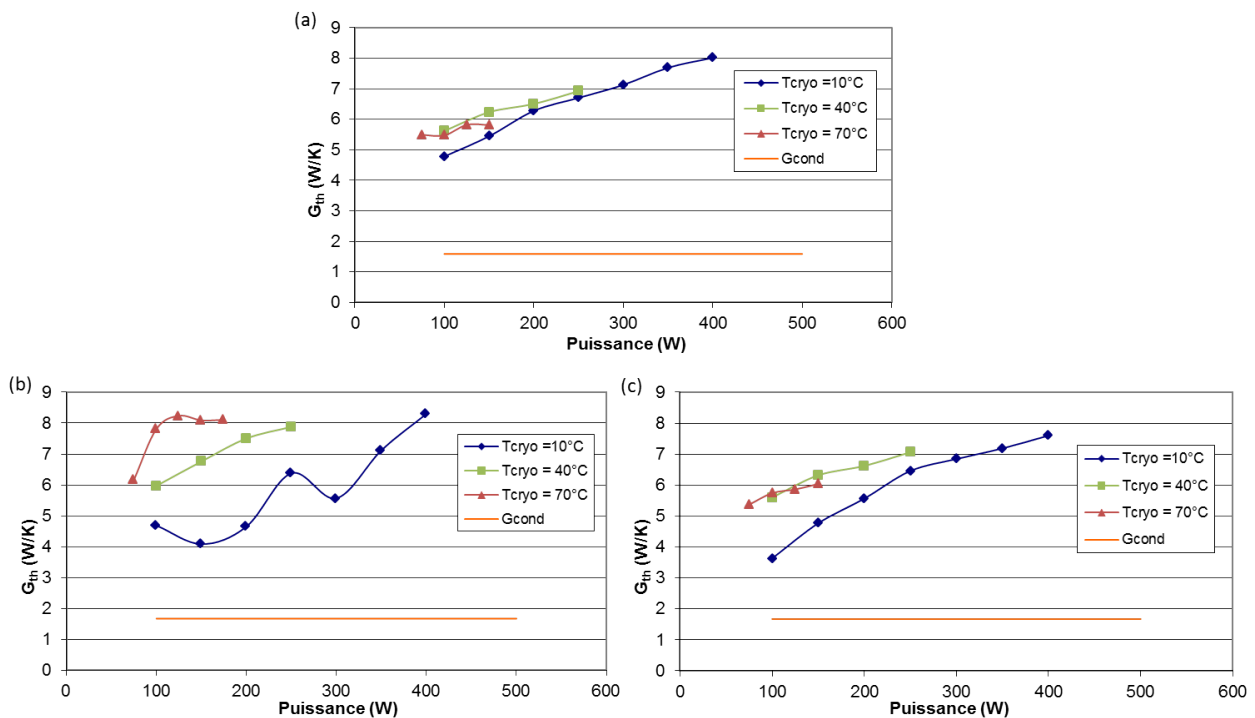 (a)
9
8
7
6
5
4
3
2
1
0
G_th (W/K)
0 100 200 300 400 500 600
Puissance (W)
Tcryo =10°C
Tcryo = 40°C
Tcryo = 70°C
Gcond
(b)
9
8
7
6
5
4
3
2
1
0
G_th (W/K)
0 100 200 300 400 500 600
Puissance (W)
Tcryo =10°C
Tcryo = 40°C
Tcryo = 70°C
Gcond
(c)
9
8
7
6
5
4
3
2
1
0
G_th (W/K)
0 100 200 300 400 500 600
Puissance (W)
Tcryo =10°C
Tcryo = 40°C
Tcryo = 70°C
Gcond